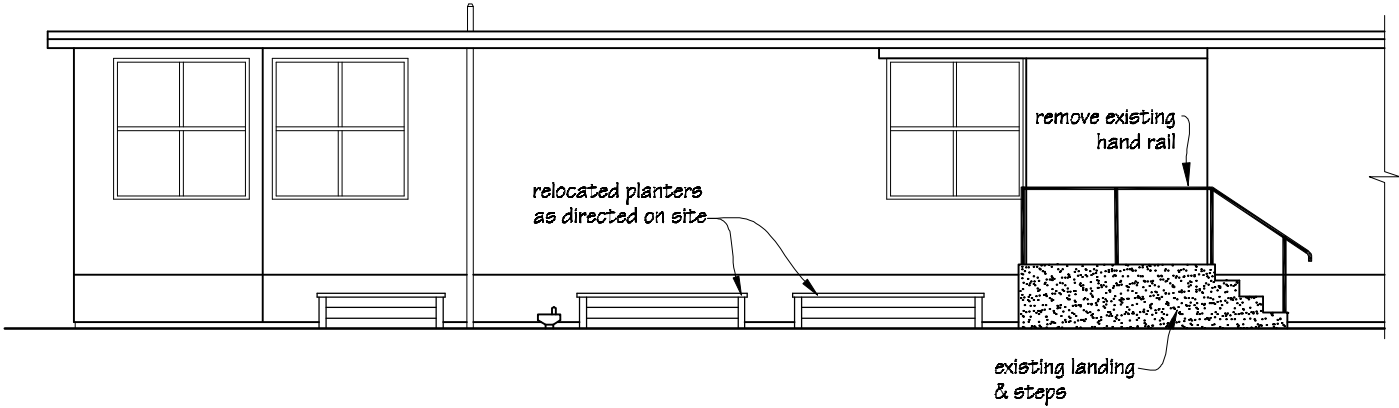 remove existing
hand rail
relocated planters
as directed on site
existing landing
& steps